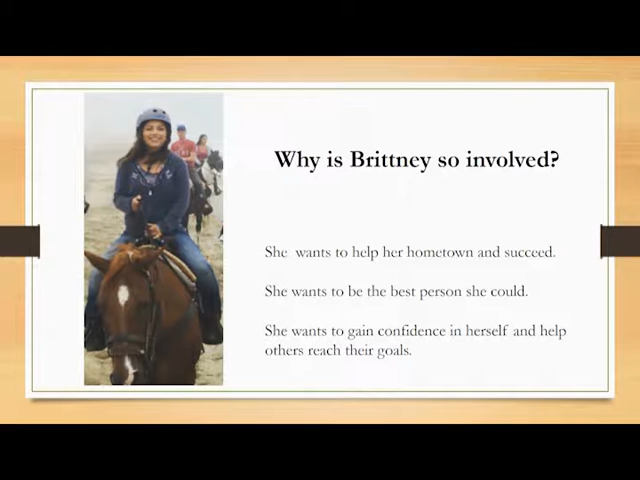 Why is Brittney so involved?
She wants to help her hometown and succeed.
She wants to be the best person she could.
She wants to gain confidence in herself and help
others reach their goals.